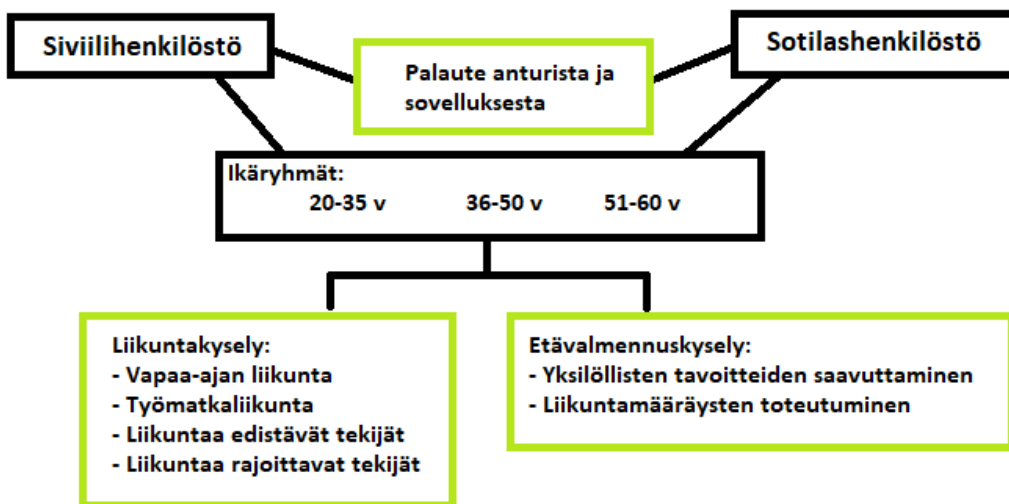 Siviilihenkilöstö
Palaute anturista ja
sovelluksesta
Sotilashenkilöstö
Ikäryhmät:
20-35 v 36-50 v 51-60 v
Liikuntakysely:
- Vapaa-ajan liikunta
- Työmatkaliikunta
- Liikuntaa edistävät tekijät
- Liikuntaa rajoittavat tekijät
Etävalmennuskysely:
- Yksilöllisten tavoitteiden saavuttaminen
- Liikuntamääräysten toteutuminen